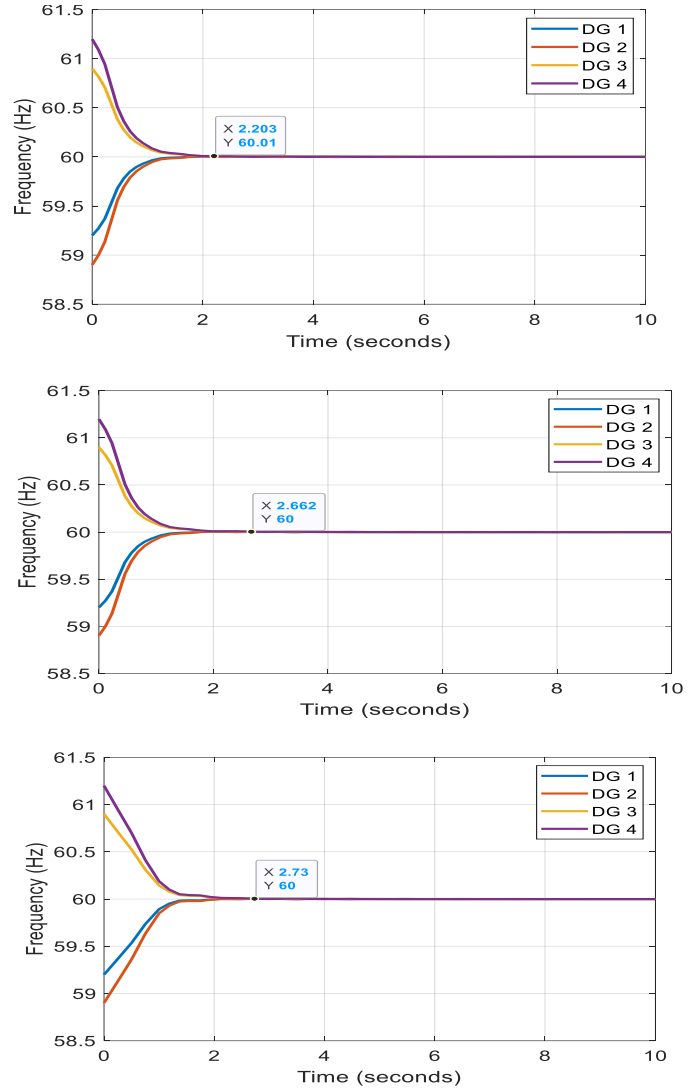 61.5
61
60.5
60
59.5
59
58.5
Frequency (Hz)
DG 1
DG 2
DG 3
DG 4
X 2.203
Y 60.01
0 2 4 6 8 10
Time (seconds)
61.5
61
60.5
60
59.5
59
58.5
Frequency (Hz)
DG 1
DG 2
DG 3
DG 4
X 2.662
Y 60
0 2 4 6 8 10
Time (seconds)
61.5
61
60.5
60
59.5
59
58.5
Frequency (Hz)
DG 1
DG 2
DG 3
DG 4
X 2.73
Y 60
0 2 4 6 8 10
Time (seconds)